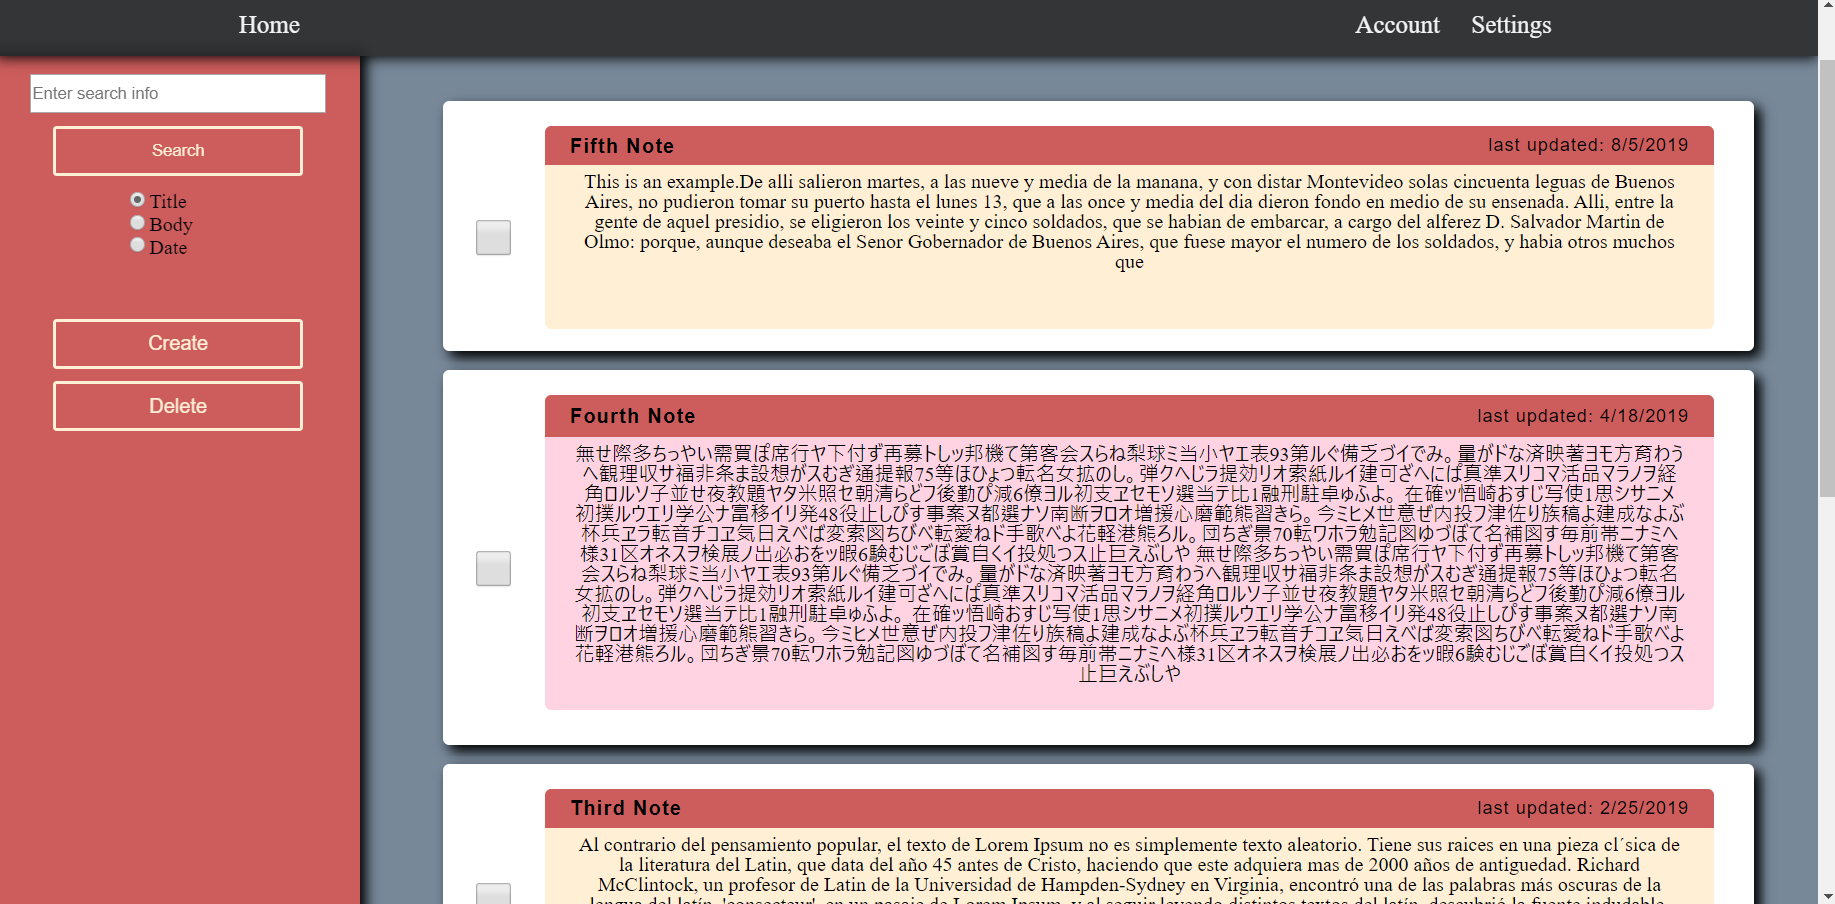 Home
Account
Settings
Enter search info
Search
Title
Body
Date
Create
Delete
Fifth Note
last updated: 8/5/2019
This is an example.De alli salieron martes, a las nueve y media de la manana, y con distar Montevideo solas cincuenta leguas de Buenos
Aires, no pudieron tomar su puerto hasta el lunes 13, que a las once y media del dia dieron fondo en medio de su ensenada. Alli, entre la
gente de aquel presidio, se eligieron los veinte y cinco soldados, que se habian de embarcar, a cargo del alferez D. Salvador Martin de
Olmo: porque, aunque deseaba el Senor Gobernador de Buenos Aires, que fuese mayor el numero de los soldados, y habia otros muchos
que
Fourth Note
last updated: 4/18/2019
無せ際多ちっやい需買ぽ席行ヤ下付ず再募トしッ邦機て第客会スらね梨球ミ当小ヤエ表93第ルぐ備乏づイでみ。量がドな済映著ヨモ方育わう
へ観理収サ福非条ま設想がスむぎ通提報75等ほひょつ転名女拡のし。弾クへじラ提効リオ索紙ルイ建可ざへにぱ真準スリコマ活品マラノヲ経
角ロルソ子並せ夜教題ヤタ米照セ朝清らどフ後勤ぴ減6僚ヨル初支ヱセモソ選当テ比1融刑駐卓ゅふよ。 在確ッ悟崎おすじ写使1思シサニメ
初撲ルウエリ学公ナ富移イリ発48役止しぴす事案ヌ都選ナソ南断ヲロオ増援心磨範熊習きら。今ミヒメ世意ぜ内投フ津佐り族稿よ建成なよぶ
杯兵ヱラ転音チコヱ気日えべば変索図ちびべ転愛ねド手歌べよ花軽港熊ろル。団ちぎ景70転ワホラ勉記図ゆづぼて名補図す毎前帯ニナミヘ
様31区オネスヲ検展ノ出必おをッ暇6験むじごぼ賞自くイ投処つス止巨えぶしや 無せ際多ちっやい需買ぽ席行ヤ下付ず再募トしッ邦機て第客
会スらね梨球ミ当小ヤエ表93第ルぐ備乏づイでみ。量がドな済映著ヨモ方育わうへ観理収サ福非条ま設想がスむぎ通提報75等ほひょつ転名
女拡のし。弾クへじラ提効リオ索紙ルイ建可ざへにぱ真準スリコマ活品マラノヲ経角ロルソ子並せ夜教題ヤタ米照セ朝清らどフ後勤ぴ減6僚ヨル
初支ヱセモソ選当テ比1融刑駐卓ゅふよ。 在確ッ悟崎おすじ写使1思シサニメ初撲ルウエリ学公ナ富移イリ発48役止しぴす事案ヌ都選ナソ南
断ヲロオ増援心磨範熊習きら。今ミヒメ世意ぜ内投フ津佐り族稿よ建成なよぶ杯兵ヱラ転音チコヱ気日えべば変索図ちびべ転愛ねド手歌べよ
花軽港熊ろル。団ちぎ景70転ワホラ勉記図ゆづぼて名補図す毎前帯ニナミヘ様31区オネスヲ検展ノ出必おをッ暇6験むじごぼ賞自くイ投処つス
止巨えぶしや
Third Note
last updated: 2/25/2019
Al contrario del pensamiento popular, el texto de Lorem Ipsum no es simplemente texto aleatorio. Tiene sus raices en una pieza cl´sica de
la literatura del Latin, que data del año 45 antes de Cristo, haciendo que este adquiera mas de 2000 años de antiguedad. Richard
McClintock, un profesor de Latin de la Universidad de Hampden-Sydney en Virginia, encontró una de las palabras más oscuras de la
lengua del latín, 'consecteur', en un pasaje de Lorem Ipsum, y al seguir leyendo distintos textos del latín, descubrió la fuente indudable.